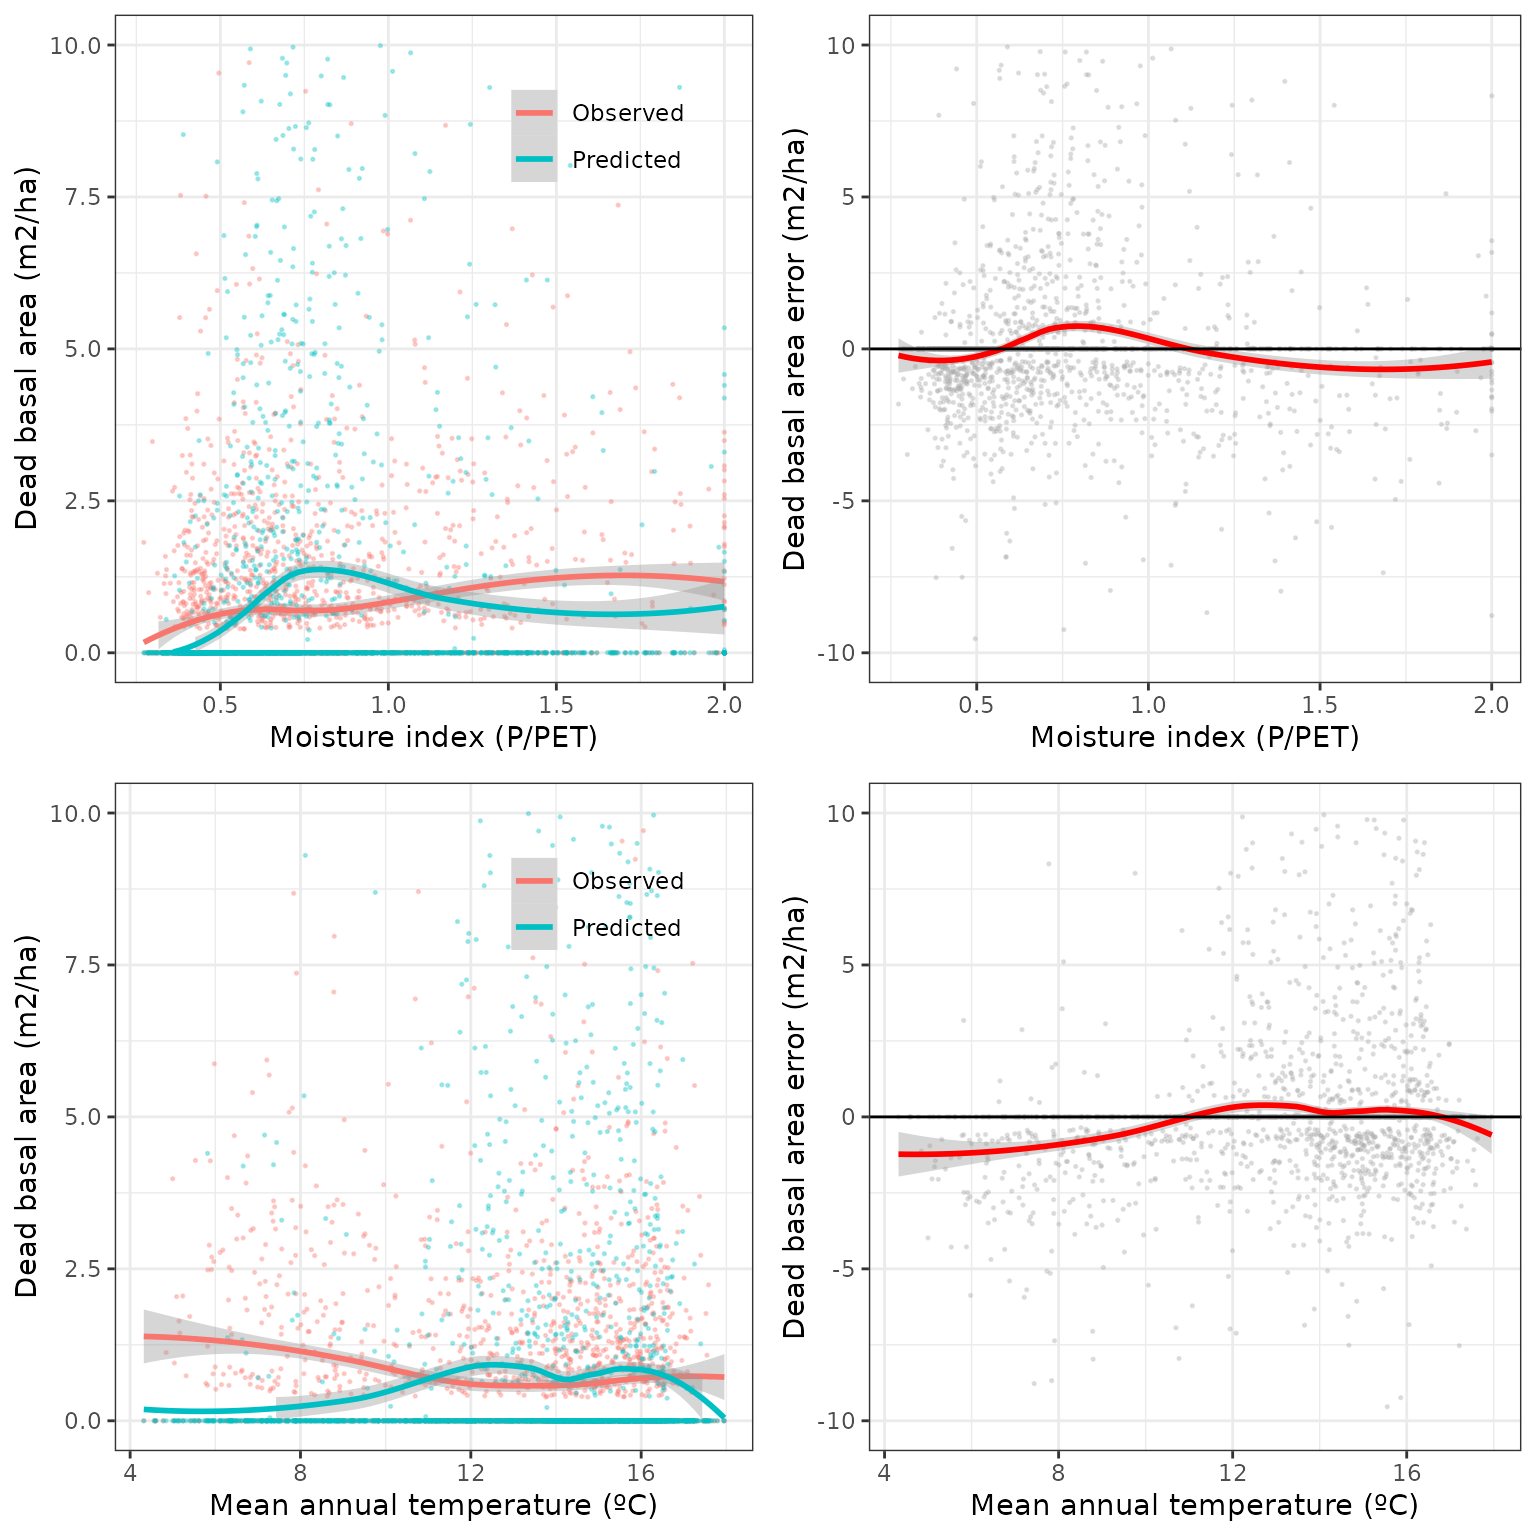 10.0
7.5
5.0
2.5
0.0
Dead basal area (m2/ha)
Observed
Predicted
0.5 1.0 1.5 2.0
Moisture index (P/PET)
10
5
0
-5
-10
Dead basal area error (m2/ha)
0.5 1.0 1.5 2.0
Moisture index (P/PET)
10.0
7.5
5.0
2.5
0.0
Dead basal area (m2/ha)
Observed
Predicted
4 8 12 16
Mean annual temperature (ºC)
10
5
0
-5
-10
Dead basal area error (m2/ha)
4 8 12 16
Mean annual temperature (ºC)